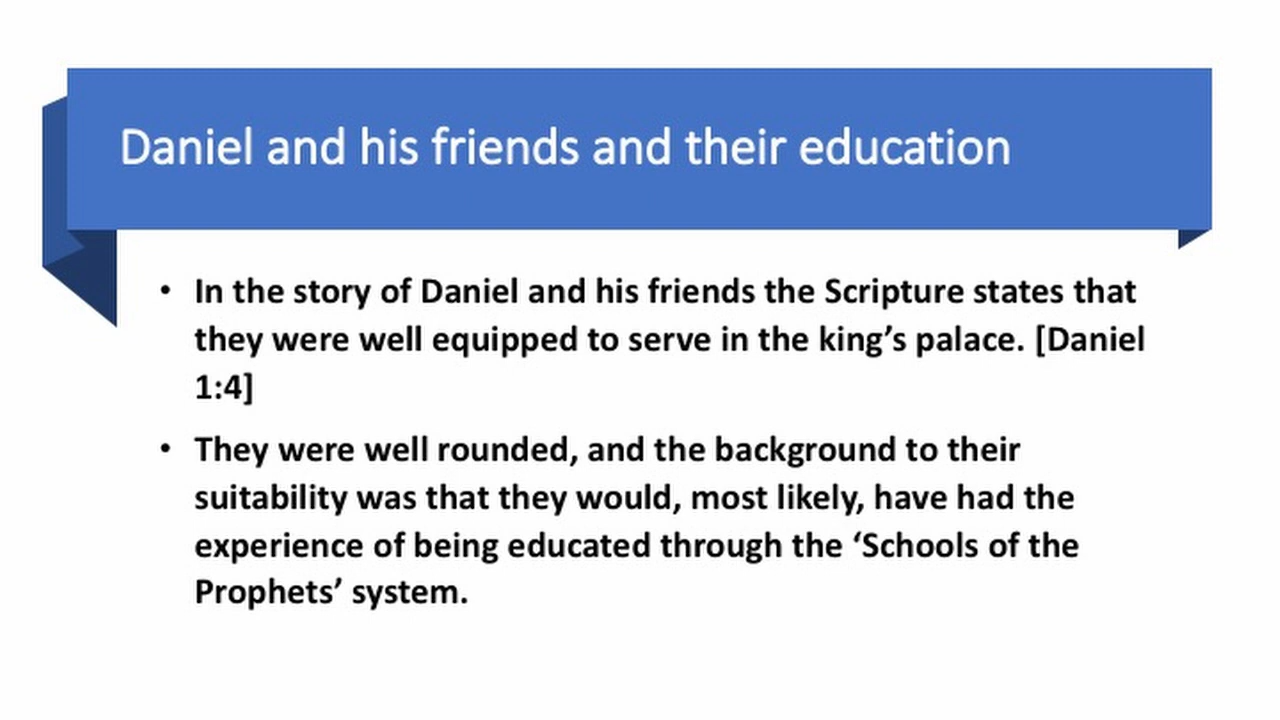 Daniel and his friends and their education
• In the story of Daniel and his friends the Scripture states that
they were well equipped to serve in the king’s palace. [Daniel
1:4]
• They were well rounded, and the background to their
suitability was that they would, most likely, have had the
experience of being educated through the ‘Schools of the
Prophets’ system.